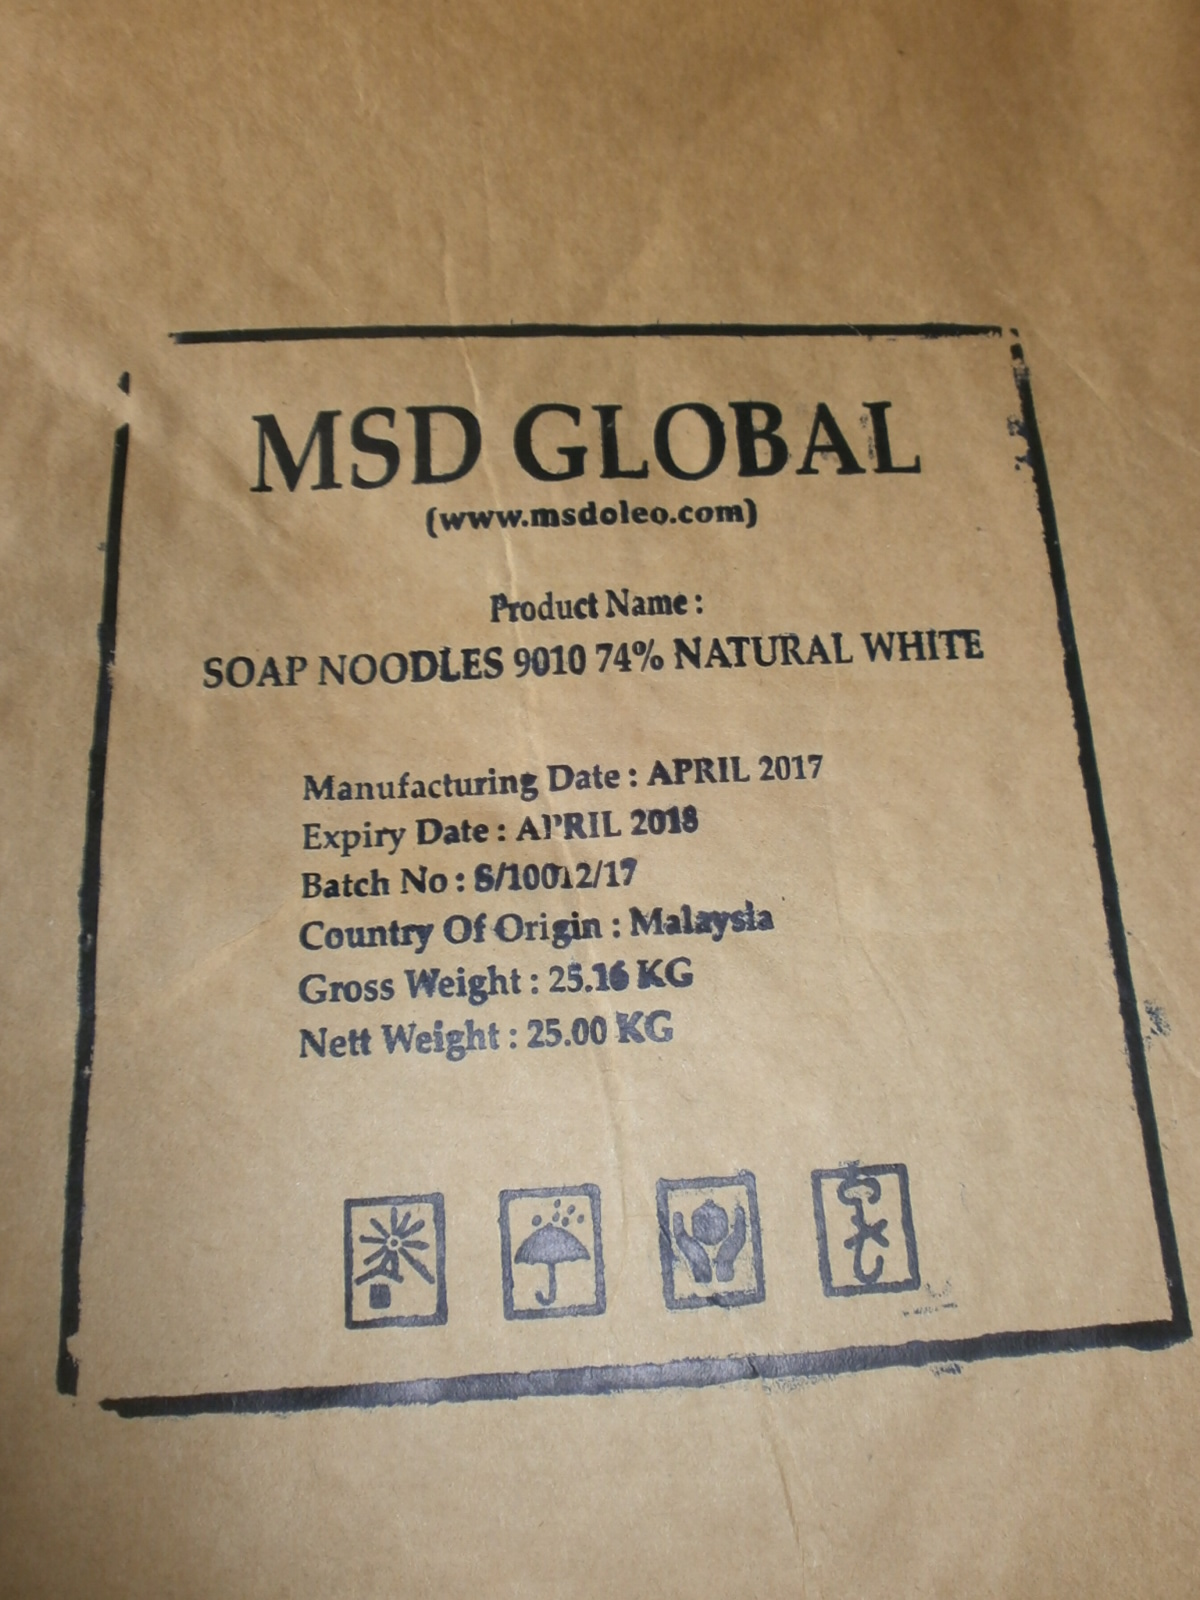 MSD GLOBAL
(www.msdoleo.com)
Product Name :
SOAP NOODLES 9010 74% NATURAL WHITE
Manufacturing Date : APRIL 2017
Expiry Date : APRIL 2018
Batch No : S/10012/17
Country Of Origin : Malaysia
Gross Weight : 25.16 KG
Nett Weight : 25.00 KG